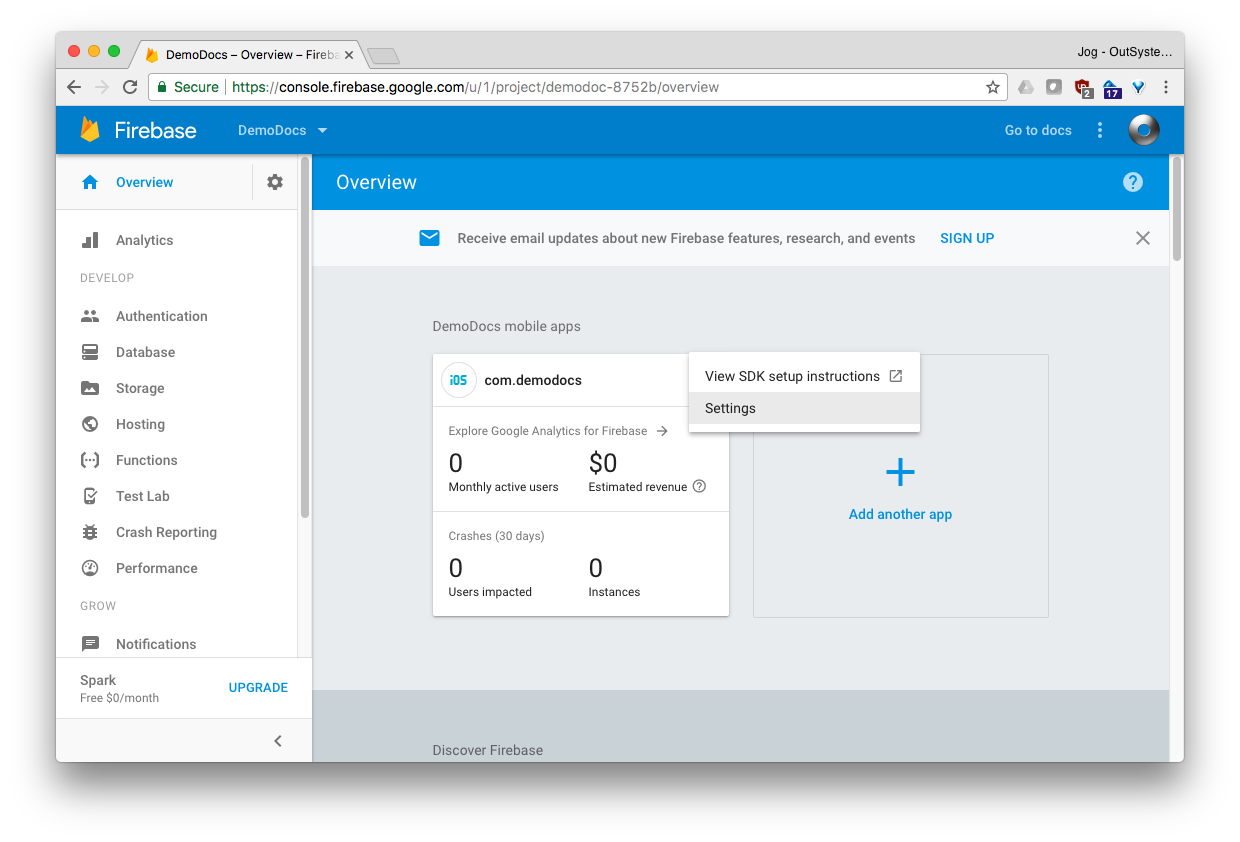 DemoDocs – Overview – Fireba
Jog - OutSyste...
Secure https://console.firebase.google.com/u/1/project/demodoc-8752b/overview
2
17
Firebase
DemoDocs
Go to docs
Overview
Overview
Receive email updates about new Firebase features, research, and events SIGN UP
Analytics
DEVELOP
Authentication
Database
Storage
Hosting
Functions
Test Lab
Crash Reporting
Performance
GROW
Notifications
Spark
Free $0/month
UPGRADE
DemoDocs mobile apps
iOS com.demodocs
View SDK setup instructions
Settings
Explore Google Analytics for Firebase
0 $0
Monthly active users Estimated revenue
Crashes (30 days)
0 0
Users impacted Instances
Add another app
Discover Firebase